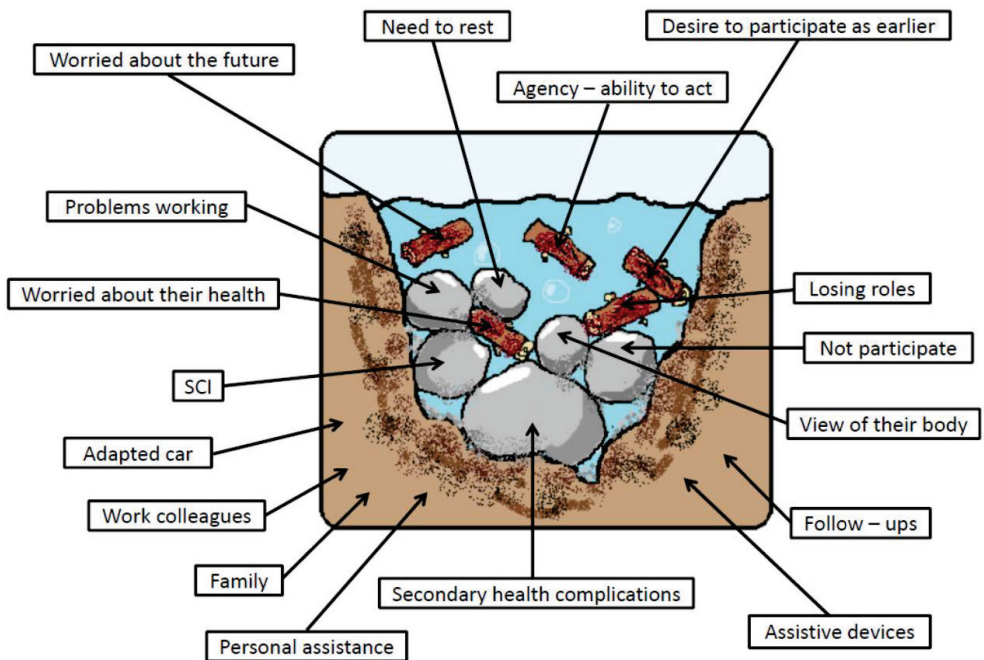 Need to rest
Desire to participate as earlier
Worried about the future
Agency – ability to act
Problems working
Worried about their health
Losing roles
Not participate
SCI
View of their body
Adapted car
Work colleagues
Follow – ups
Family
Secondary health complications
Personal assistance
Assistive devices